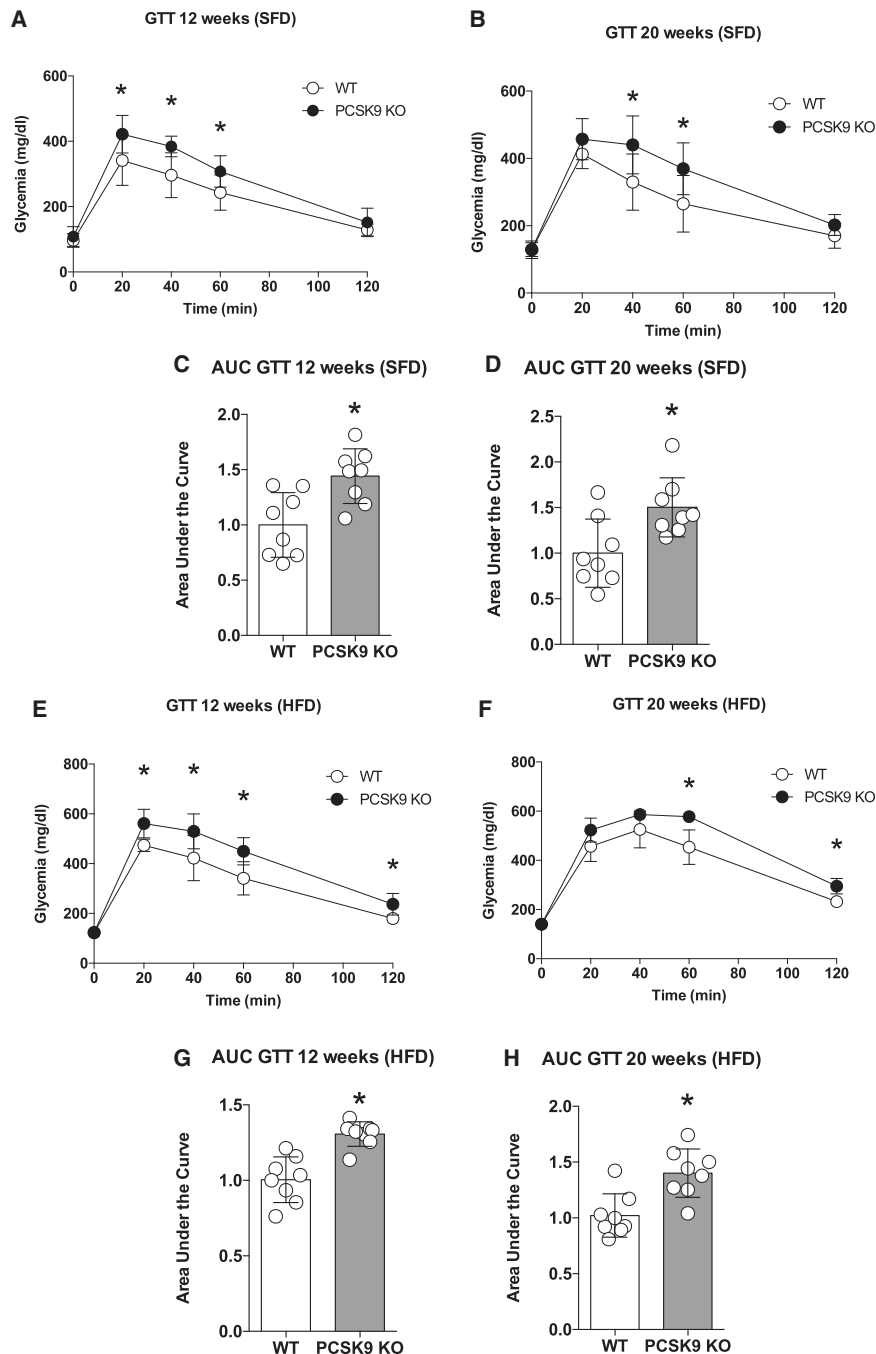 A
GTT 12 weeks (SFD)
600
400
200
0
Glycemia (mg/dl)
*
*
*
WT
PCSK9 KO
0 20 40 60 80 100 120
Time (min)
B
GTT 20 weeks (SFD)
600
400
200
0
Glycemia (mg/dl)
*
*
WT
PCSK9 KO
0 20 40 60 80 100 120
Time (min)
C
AUC GTT 12 weeks (SFD)
2.0
1.5
1.0
0.5
0.0
Area Under the Curve
*
WT PCSK9 KO
D
AUC GTT 20 weeks (SFD)
2.5
2.0
1.5
1.0
0.5
0.0
Area Under the Curve
*
WT PCSK9 KO
E
GTT 12 weeks (HFD)
800
600
400
200
0
Glycemia (mg/dl)
*
*
*
*
WT
PCSK9 KO
0 20 40 60 80 100 120
Time (min)
F
GTT 20 weeks (HFD)
800
600
400
200
0
Glycemia (mg/dl)
*
*
WT
PCSK9 KO
0 20 40 60 80 100 120
Time (min)
G
AUC GTT 12 weeks (HFD)
1.5
1.0
0.5
0.0
Area Under the Curve
*
WT PCSK9 KO
H
AUC GTT 20 weeks (HFD)
2.0
1.5
1.0
0.5
0.0
Area Under the Curve
*
WT PCSK9 KO